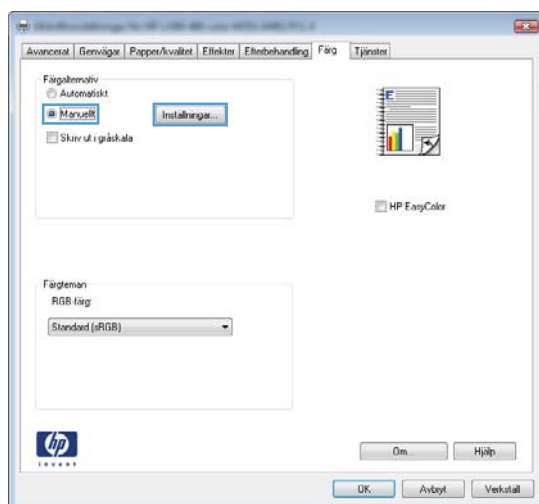 Avancerat Genvägar Papper/kvalitet Effekter Efterbehandling Färg Tjänster
Färgalternativ
Automatiskt
Manuellt Inställningar...
Skriv ut i gråskala
E
HP EasyColor
Färgteman
RGB-färg:
Standard (sRGB)
hp
invent
Om... Hjälp
OK Avbryt Verkställ